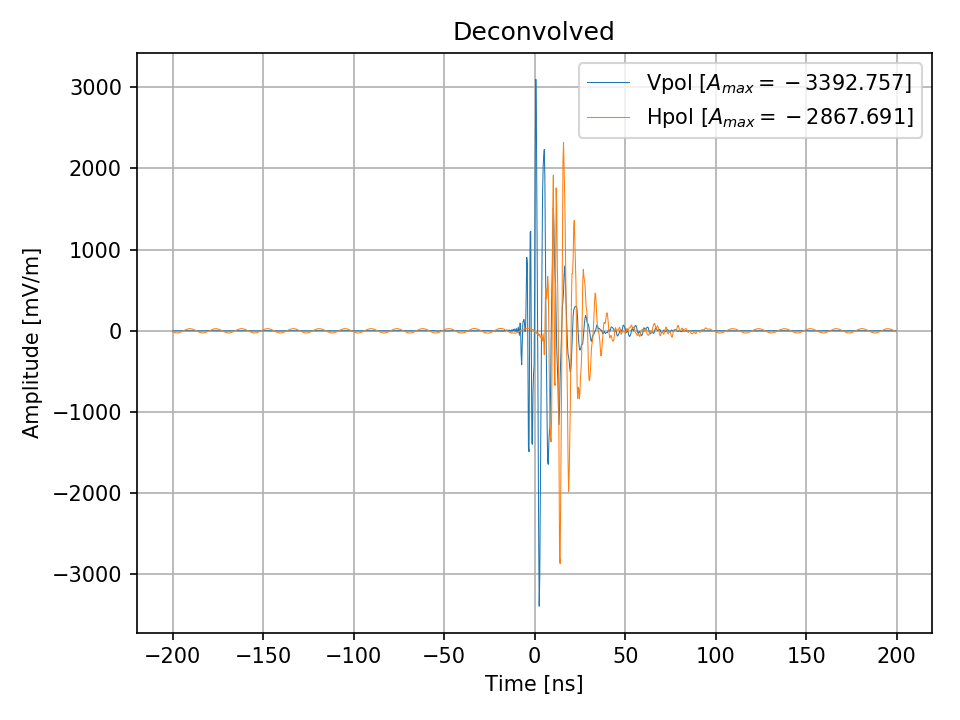 Deconvolved
Vpol [A_max = −3392.757]
Hpol [A_max = −2867.691]
3000
2000
1000
0
−1000
−2000
−3000
Amplitude [mV/m]
−200 −150 −100 −50 0 50 100 150 200
Time [ns]